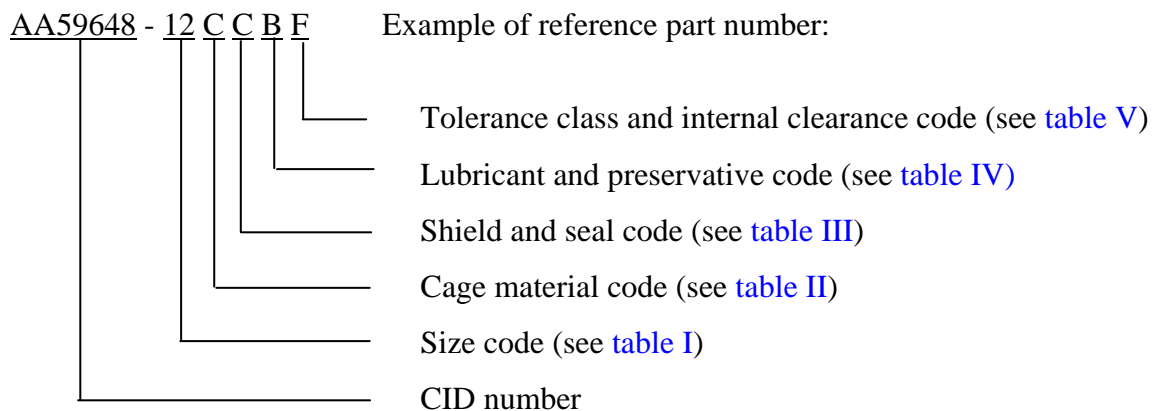 AA59648 - 12 C C B F Example of reference part number:
Tolerance class and internal clearance code (see table V)
Lubricant and preservative code (see table IV)
Shield and seal code (see table III)
Cage material code (see table II)
Size code (see table I)
CID number